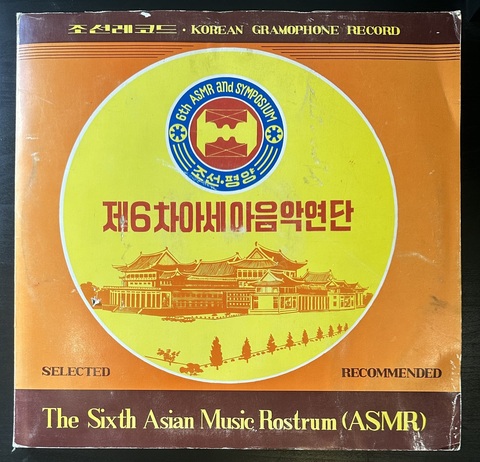 조선레코드 · KOREAN GRAMOPHONE RECORD
6th ASMR and SYMPOSIUM
조선·평양
제6차아세아음악연단
SELECTED
RECOMMENDED
The Sixth Asian Music Rostrum (ASMR)